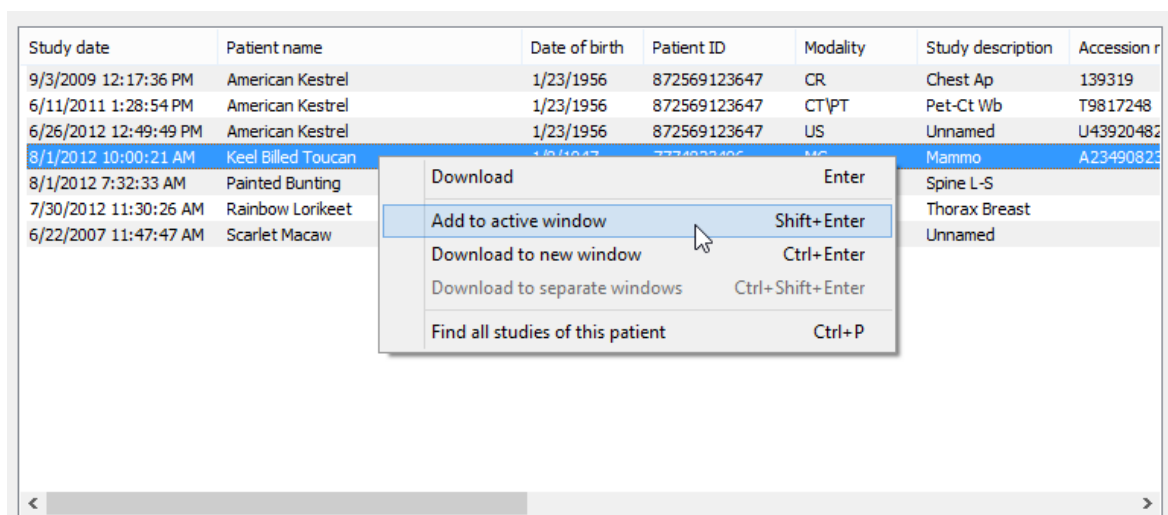 Study date Patient name Date of birth Patient ID Modality Study description Accession r
9/3/2009 12:17:36 PM American Kestrel 1/23/1956 872569123647 CR Chest Ap 139319
6/11/2011 1:28:54 PM American Kestrel 1/23/1956 872569123647 CT\PT Pet-Ct Wb T9817248
6/26/2012 12:49:49 PM American Kestrel 1/23/1956 872569123647 US Unnamed U43920482
8/1/2012 10:00:21 AM Keel Billed Toucan Mammo A23490823
Download Enter
8/1/2012 7:32:33 AM Painted Bunting Spine L-S
7/30/2012 11:30:26 AM Rainbow Lorikeet Thorax Breast
Add to active window Shift+Enter
6/22/2007 11:47:47 AM Scarlet Macaw Unnamed
Download to new window Ctrl+Enter
Download to separate windows Ctrl+Shift+Enter
Find all studies of this patient Ctrl+P